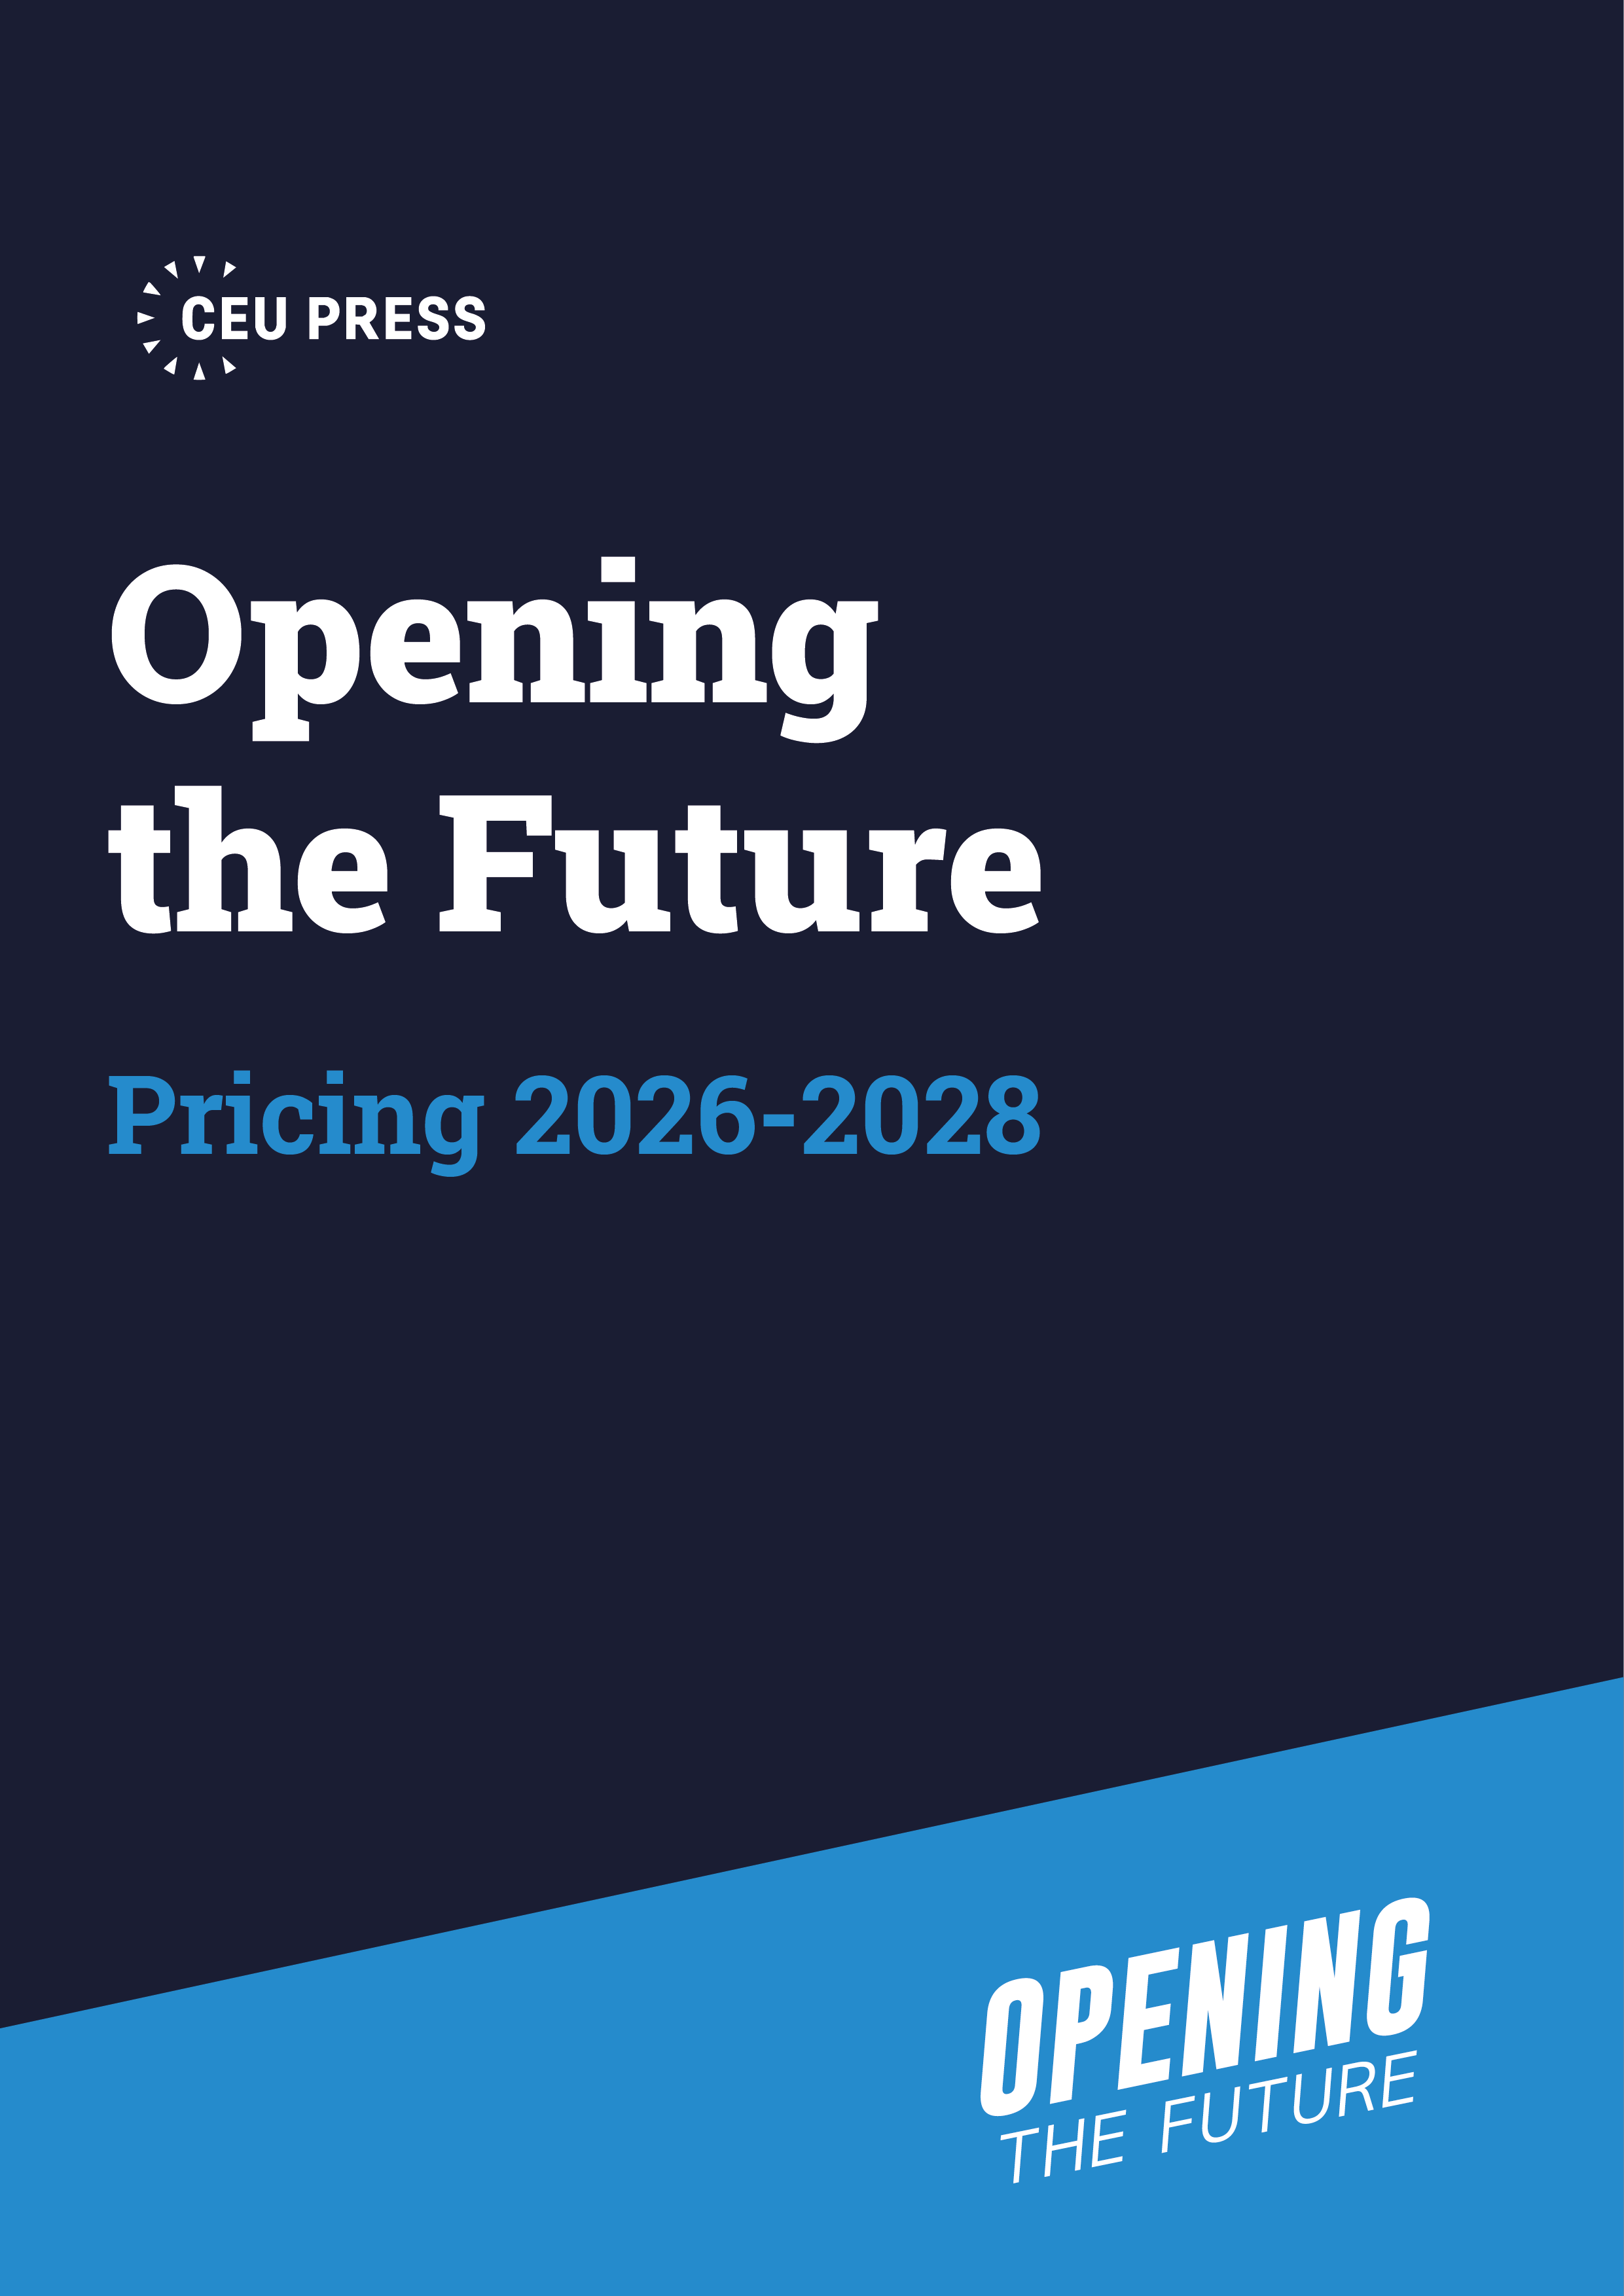 CEU PRESS
Opening
the Future
Pricing 2026-2028
OPENING
THE FUTURE